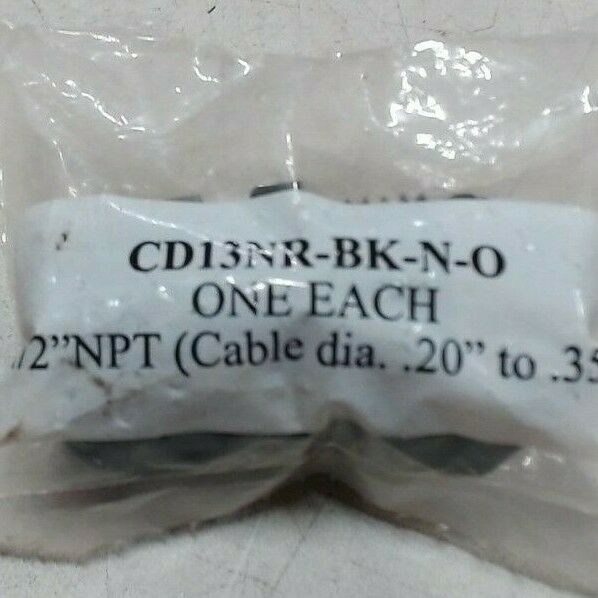 CD13NR-BK-N-O
ONE EACH
/2”NPT (Cable dia. .20” to .35